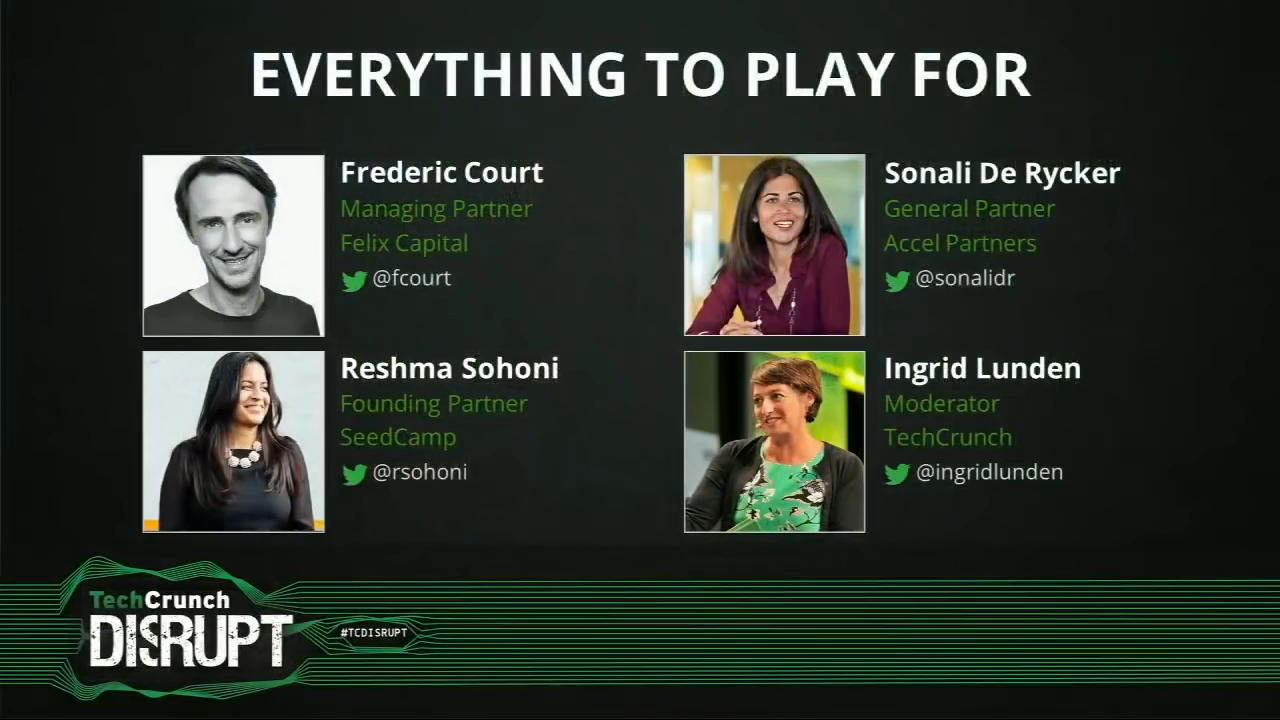 EVERYTHING TO PLAY FOR
Frederic Court
Managing Partner
Felix Capital
@fcourt
Sonali De Rycker
General Partner
Accel Partners
@sonalidr
Reshma Sohoni
Founding Partner
SeedCamp
@rsohoni
Ingrid Lunden
Moderator
TechCrunch
@ingridlunden
TechCrunch
DISRUPT
#TCDISRUPT